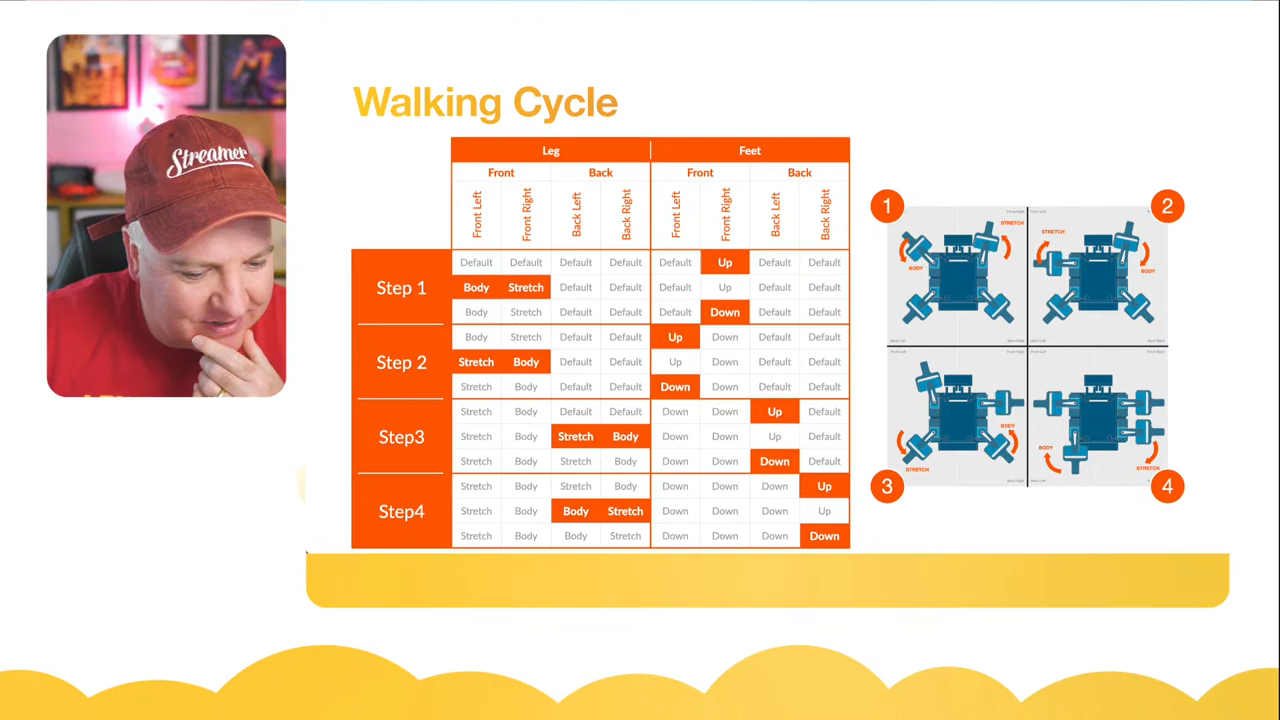 Streamer
Walking Cycle
Leg Feet
Front Back Front Back
Front Left Front Right Back Left Back Right Front Left Front Right Back Left Back Right
Default Default Default Default Default Up Default Default
Step 1 Body Stretch Default Default Default Up Default Default
Body Stretch Default Default Default Down Default Default
Body Stretch Default Default Up Down Default Default
Step 2 Stretch Body Default Default Up Down Default Default
Stretch Body Default Default Down Down Default Default
Stretch Body Default Default Down Down Up Default
Step3 Stretch Body Stretch Body Down Down Up Default
Stretch Body Stretch Body Down Down Down Default
Stretch Body Stretch Body Down Down Down Up
Step4 Stretch Body Body Stretch Down Down Down Up
Stretch Body Body Stretch Down Down Down Down
1 2
STRETCH
BODY
STRETCH
BODY
3 4
BODY
STRETCH
BODY
STRETCH